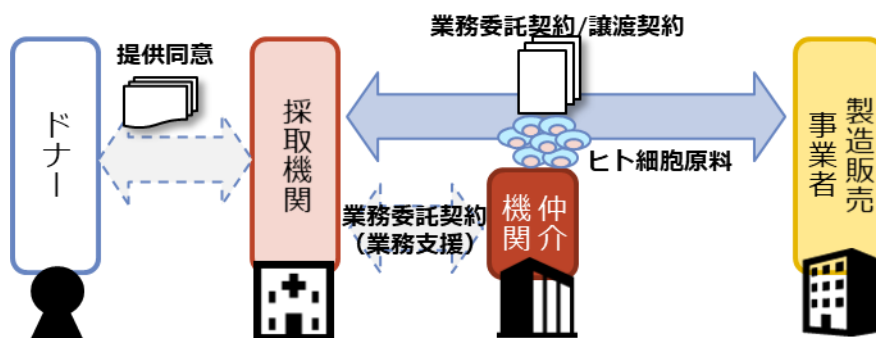 業務委託契約/譲渡契約
提供同意
ドナー
採取機関
製造販売
事業者
ヒト細胞原料
業務委託契約
（業務支援）
仲介
機関